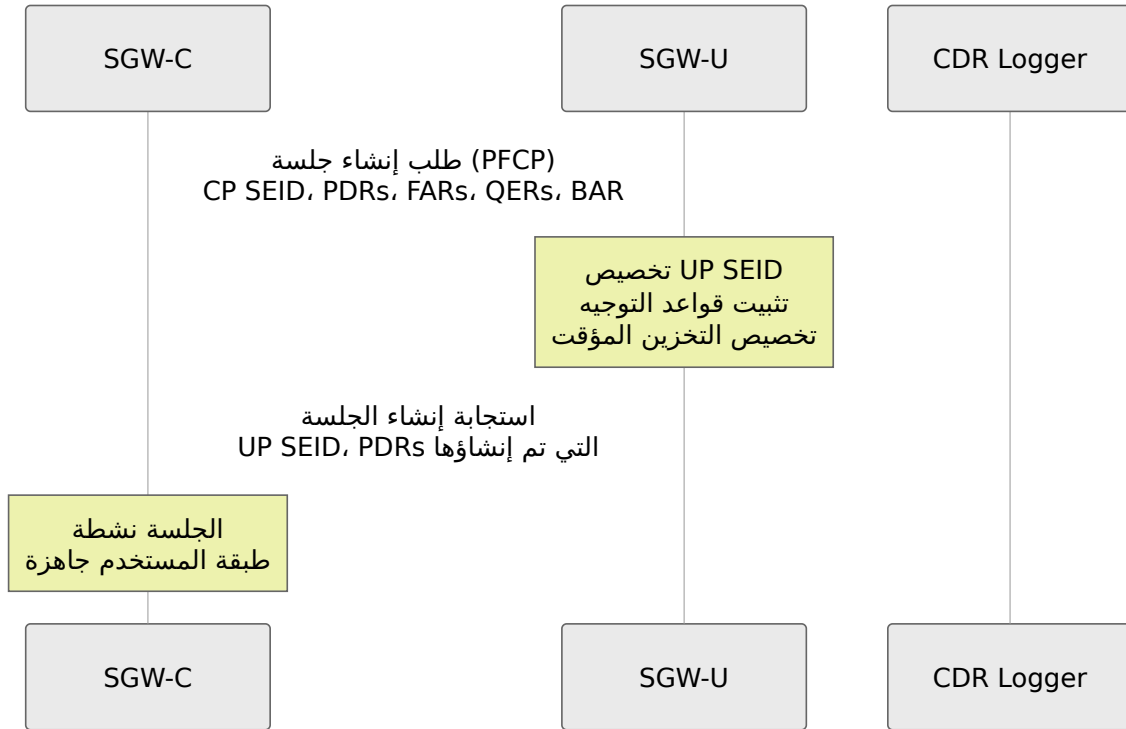 SGW-C
SGW-U
CDR Logger
طلب إنشاء جلسة (PFCP)
CP SEID، PDRs، FARs، QERs، BAR
تخصيص UP SEID
تثبيت قواعد التوجيه
تخصيص التخزين المؤقت
استجابة إنشاء الجلسة
UP SEID، PDRs التي تم إنشاؤها
الجلسة نشطة
طبقة المستخدم جاهزة
SGW-C
SGW-U
CDR Logger